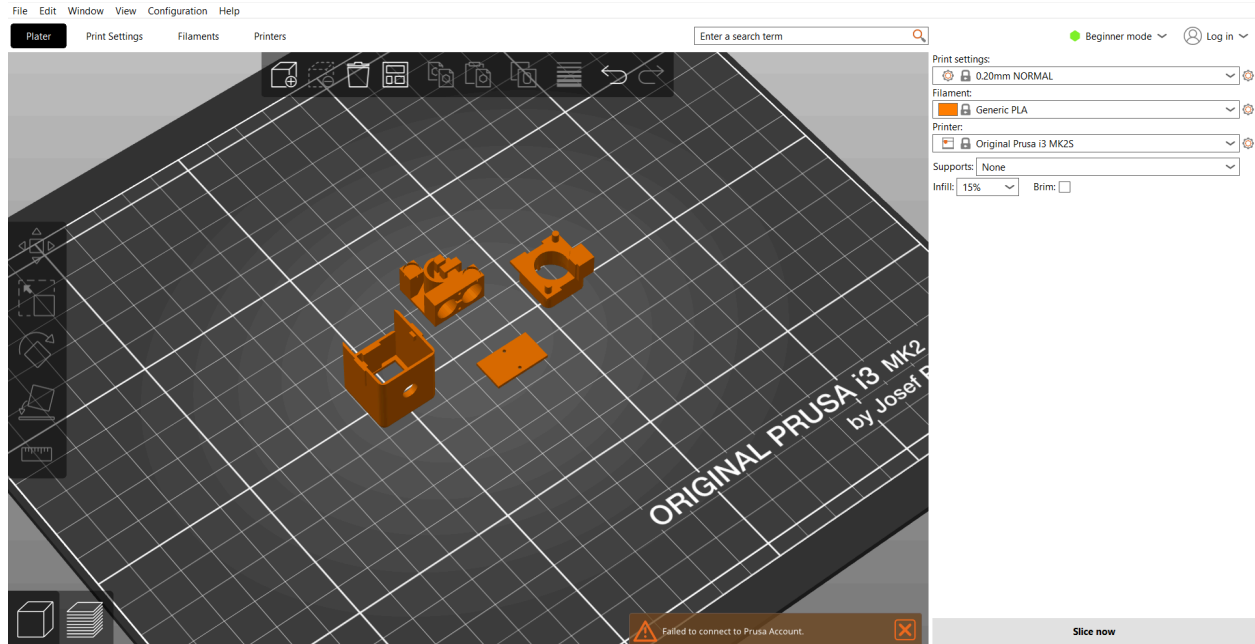 File Edit Window View Configuration Help
Plater Print Settings Filaments Printers
Enter a search term
Beginner mode
Log in
Print settings:
0.20mm NORMAL
Filament:
Generic PLA
Printer:
Original Prusa i3 MK2S
Supports: None
Infill: 15% Brim:
ORIGINAL PRUSA i3 MK2
by Josef
Failed to connect to Prusa Account.
Slice now